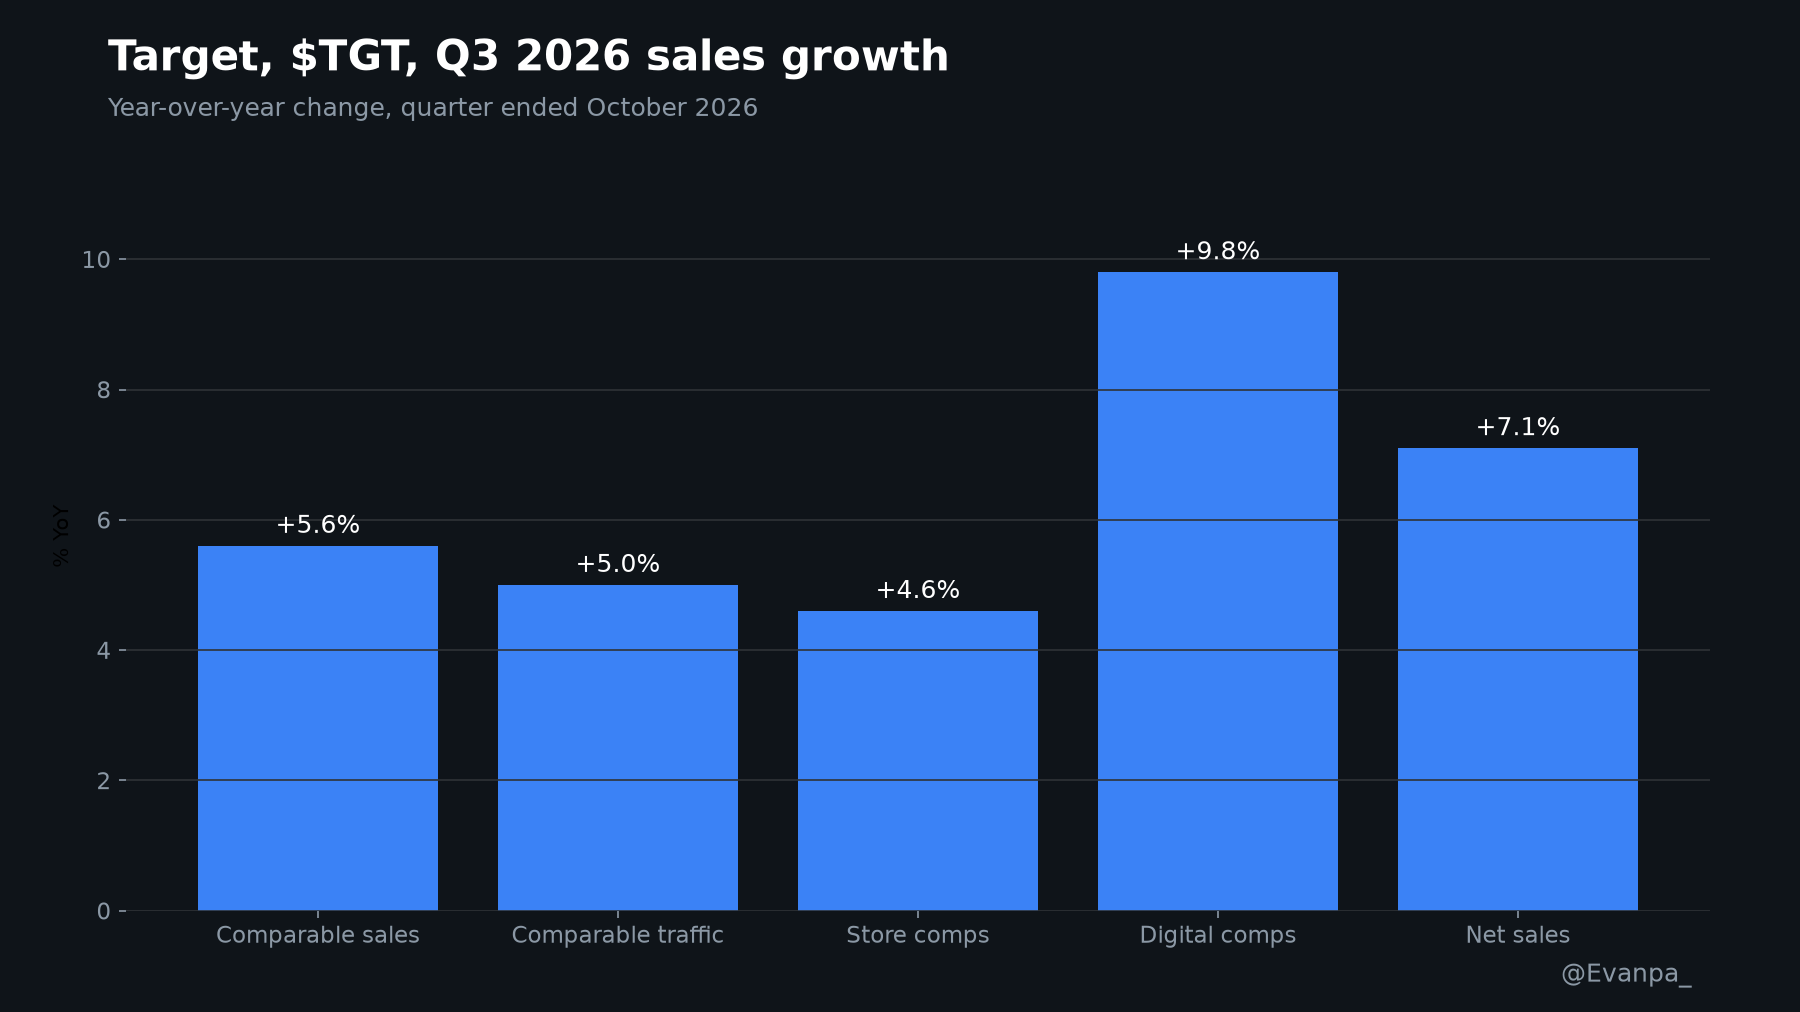 Target, $TGT, Q3 2026 sales growth
Year-over-year change, quarter ended October 2026
% YoY
10
8
6
4
2
0
+5.6%
+5.0%
+4.6%
+9.8%
+7.1%
Comparable sales
Comparable traffic
Store comps
Digital comps
Net sales
@Evanpa_